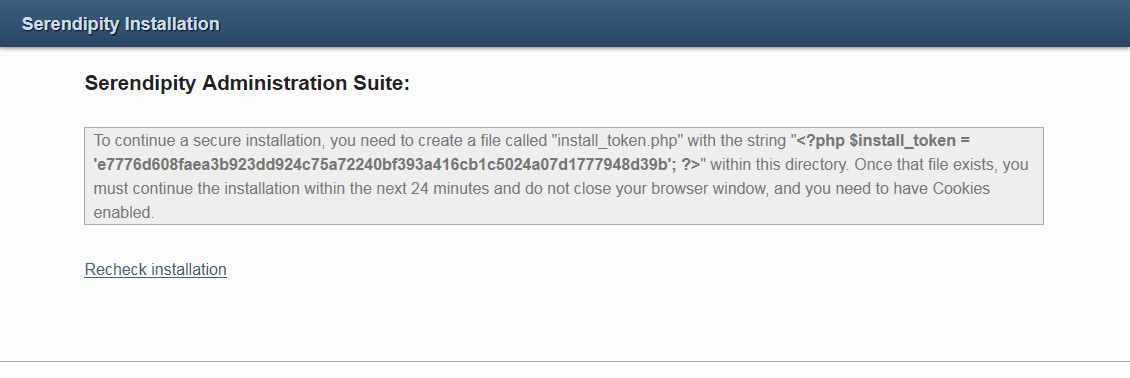 Serendipity Installation
Serendipity Administration Suite:
To continue a secure installation, you need to create a file called "install_token.php" with the string "<?php $install_token =
'e7776d608faea3b923dd924c75a72240bf393a416cb1c5024a07d1777948d39b'; ?>" within this directory. Once that file exists, you
must continue the installation within the next 24 minutes and do not close your browser window, and you need to have Cookies
enabled.
Recheck installation